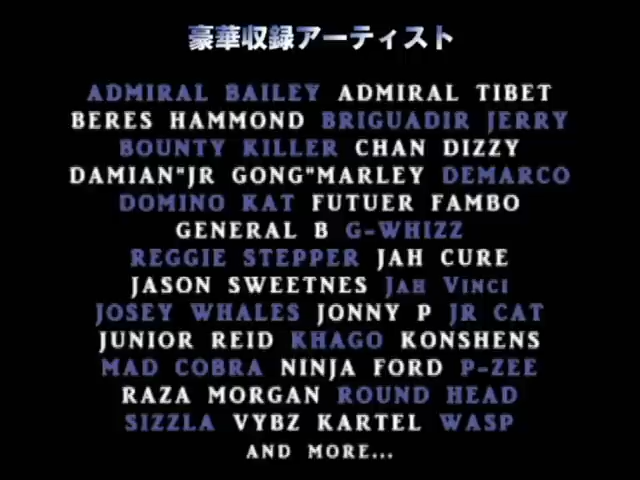 豪華収録アーティスト
ADMIRAL BAILEY ADMIRAL TIBET
BERES HAMMOND BRIGUADIR JERRY
BOUNTY KILLER CHAN DIZZY
DAMIAN"JR GONG"MARLEY DEMARCO
DOMINO KAT FUTUER FAMBO
GENERAL B G-WHIZZ
REGGIE STEPPER JAH CURE
JASON SWEETNES JAH VINCI
JOSEY WHALES JONNY P JR CAT
JUNIOR REID KHAGO KONSHENS
MAD COBRA NINJA FORD P-ZEE
RAZA MORGAN ROUND HEAD
SIZZLA VYBZ KARTEL WASP
AND MORE...